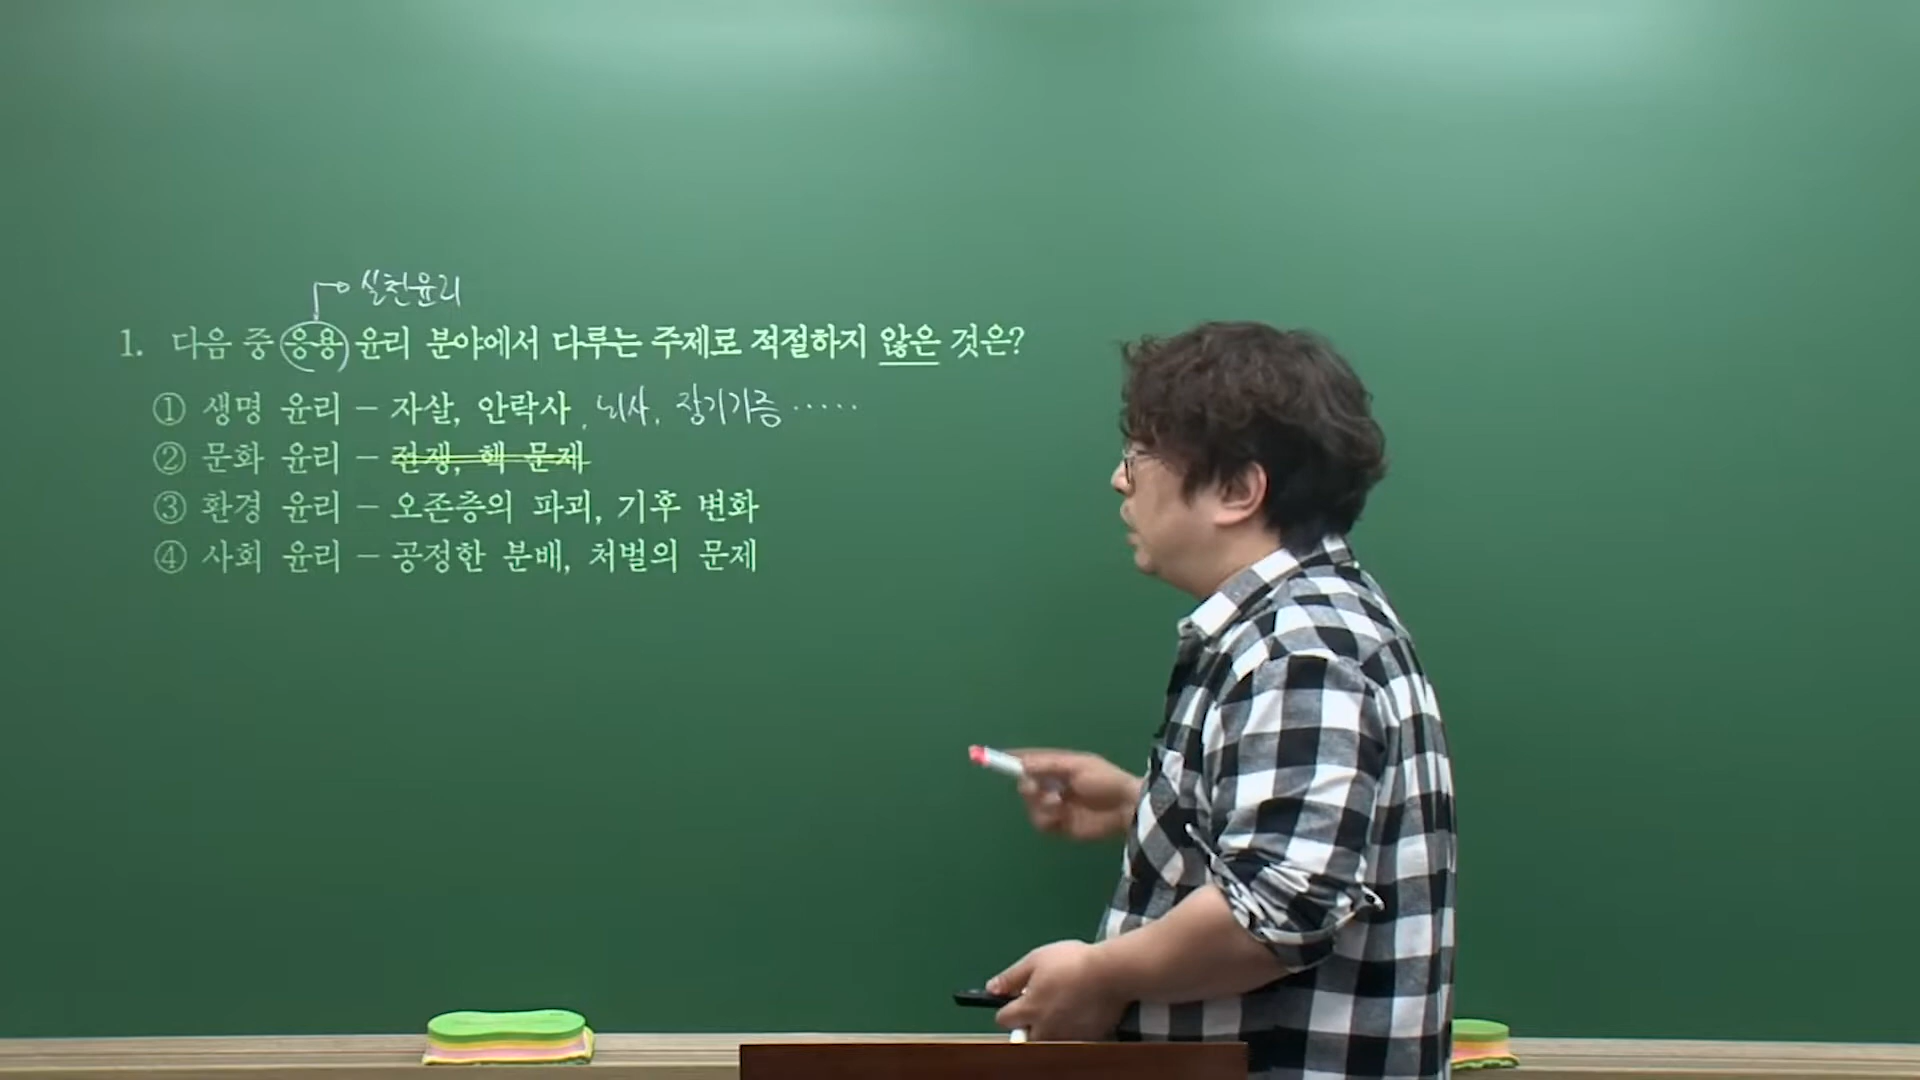 실천윤리
1. 다음 중 응용 윤리 분야에서 다루는 주제로 적절하지 않은 것은?
① 생명 윤리 – 자살, 안락사, 뇌사, 장기기증 ·····
② 문화 윤리 – 전쟁, 핵 문제
③ 환경 윤리 – 오존층의 파괴, 기후 변화
④ 사회 윤리 – 공정한 분배, 처벌의 문제